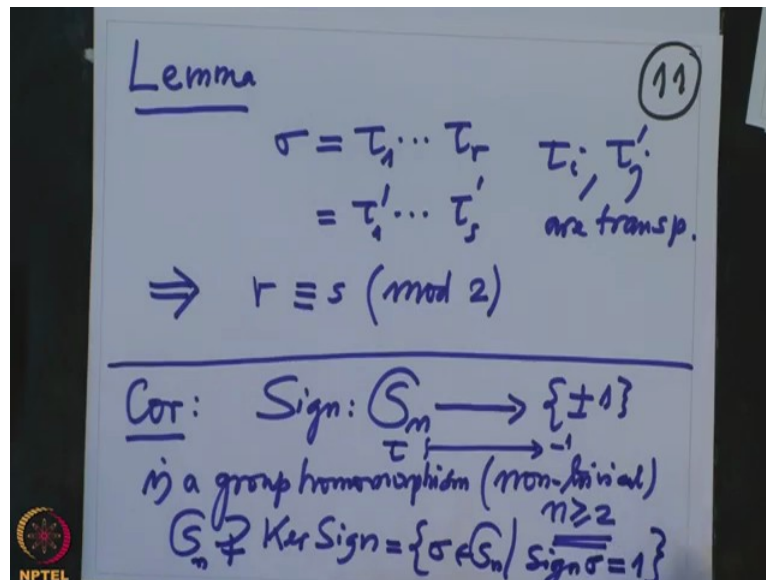 Lemma
11
σ = τ₁ ⋯ τᵣ   τᵢ, τ′ⱼ
= τ′₁ ⋯ τ′ₛ   are transp.
⇒ r ≡ s (mod 2)
Cor: Sign: 𝔖ₙ ⟶ {±1}
τ ⟼ -1
is a group homomorphism (non-trivial)
n ≥ 2
𝔖ₙ ⊋ Ker Sign = {σ ∈ 𝔖ₙ | sign σ = 1}
NPTEL